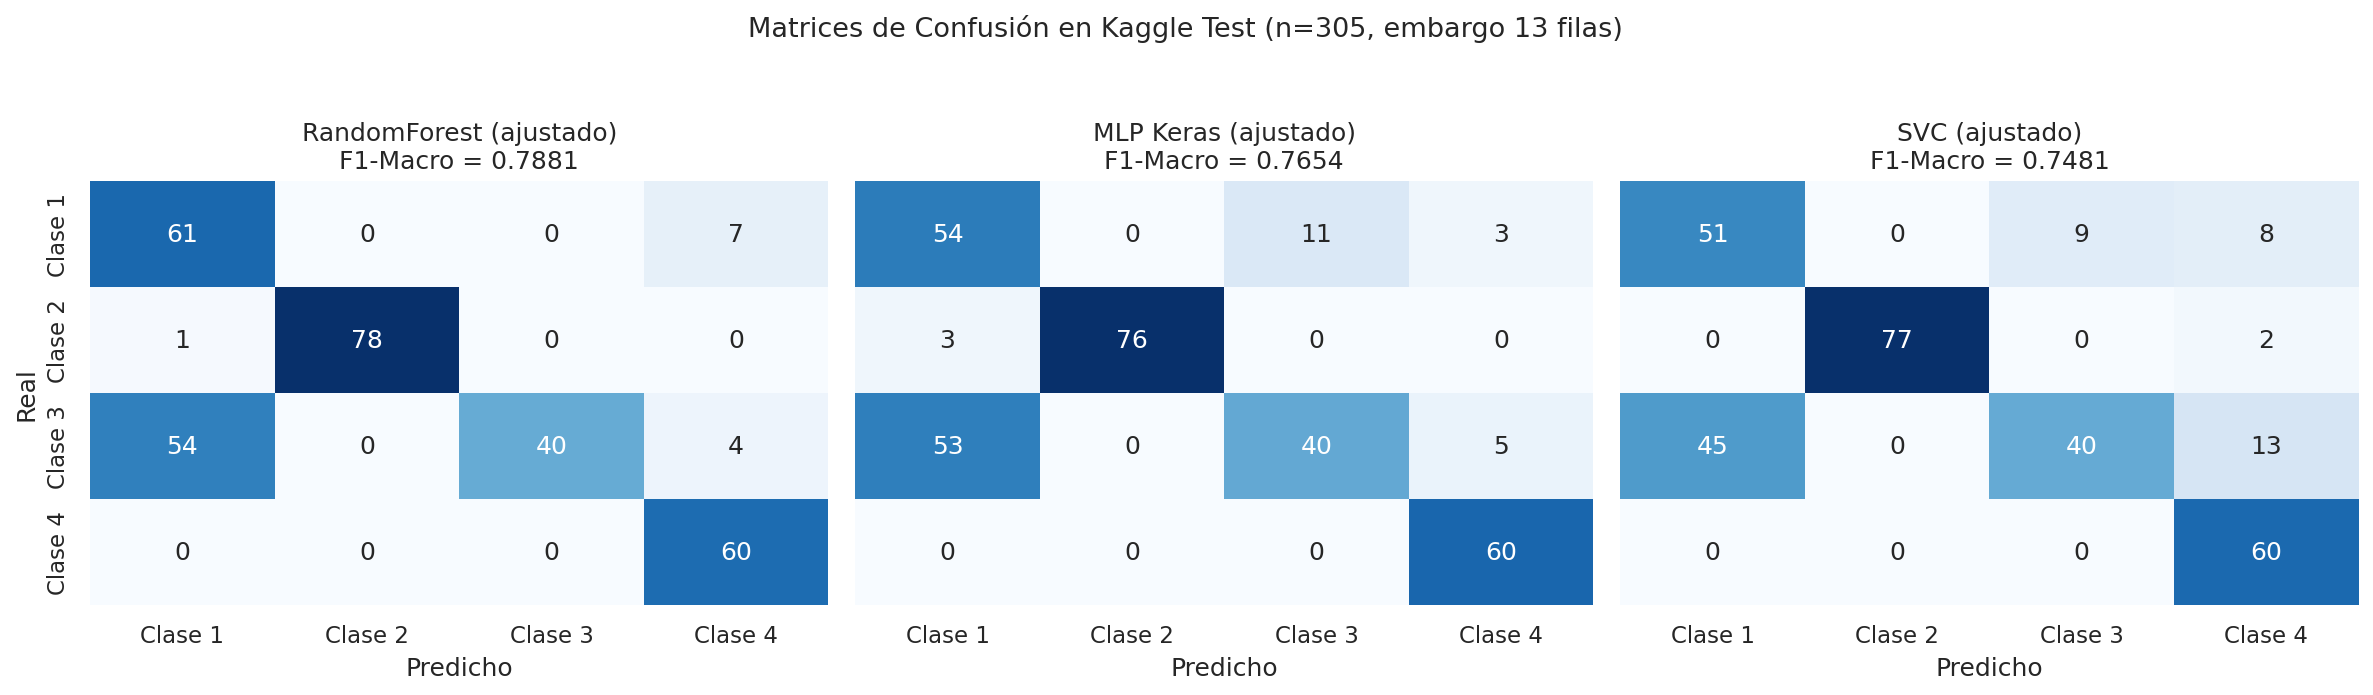 Matrices de Confusión en Kaggle Test (n=305, embargo 13 filas)
RandomForest (ajustado)
F1-Macro = 0.7881
Real
Clase 1
61 0 0 7
Clase 2
1 78 0 0
Clase 3
54 0 40 4
Clase 4
0 0 0 60
Clase 1 Clase 2 Clase 3 Clase 4
Predicho
MLP Keras (ajustado)
F1-Macro = 0.7654
54 0 11 3
3 76 0 0
53 0 40 5
0 0 0 60
Clase 1 Clase 2 Clase 3 Clase 4
Predicho
SVC (ajustado)
F1-Macro = 0.7481
51 0 9 8
0 77 0 2
45 0 40 13
0 0 0 60
Clase 1 Clase 2 Clase 3 Clase 4
Predicho